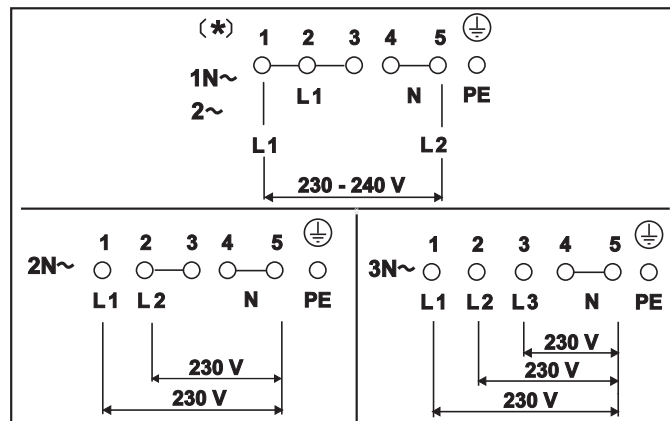 (*) 1 2 3 4 5
1N~ L1 N PE
2~
L1 L2
230 - 240 V
1 2 3 4 5
2N~
L1 L2 N PE
230 V
230 V
1 2 3 4 5
3N~
L1 L2 L3 N PE
230 V
230 V
230 V